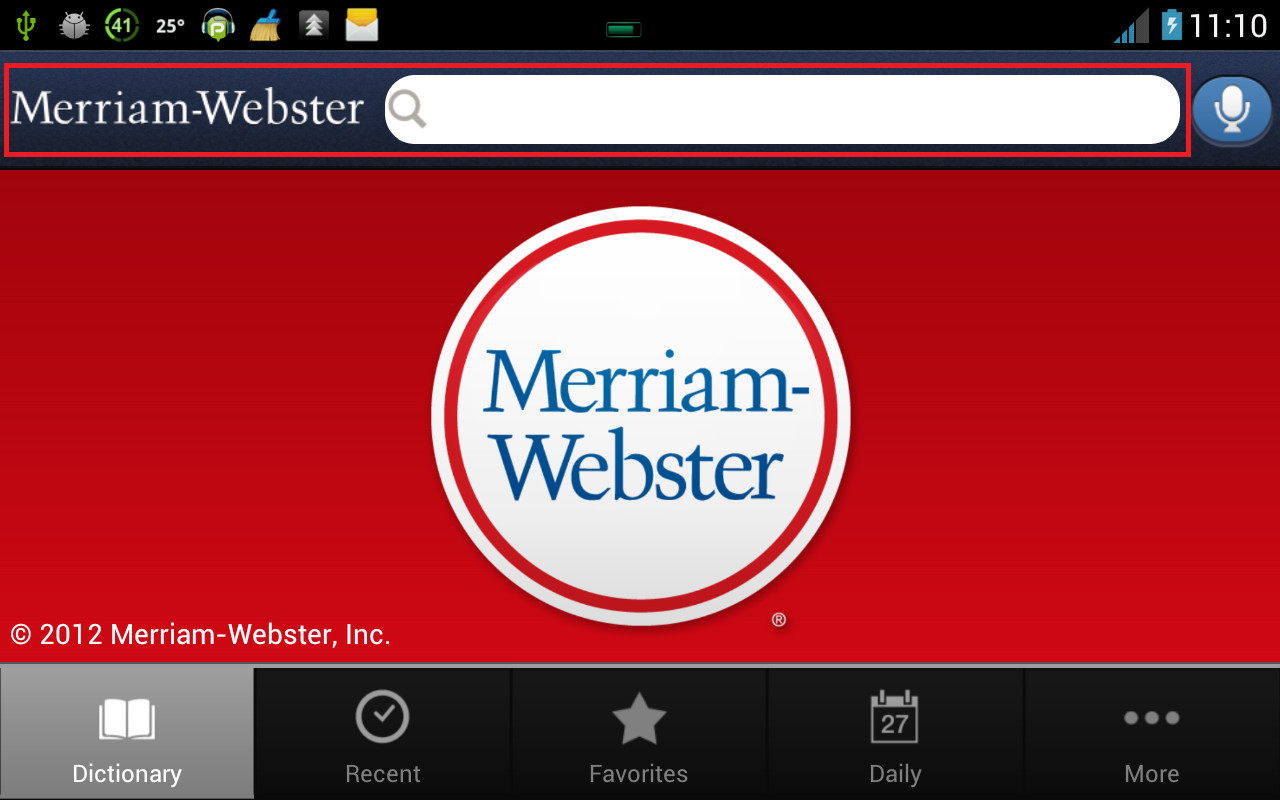 41 25° 11:10
Merriam-Webster
Merriam-
Webster
®
© 2012 Merriam-Webster, Inc.
27
Dictionary Recent Favorites Daily More